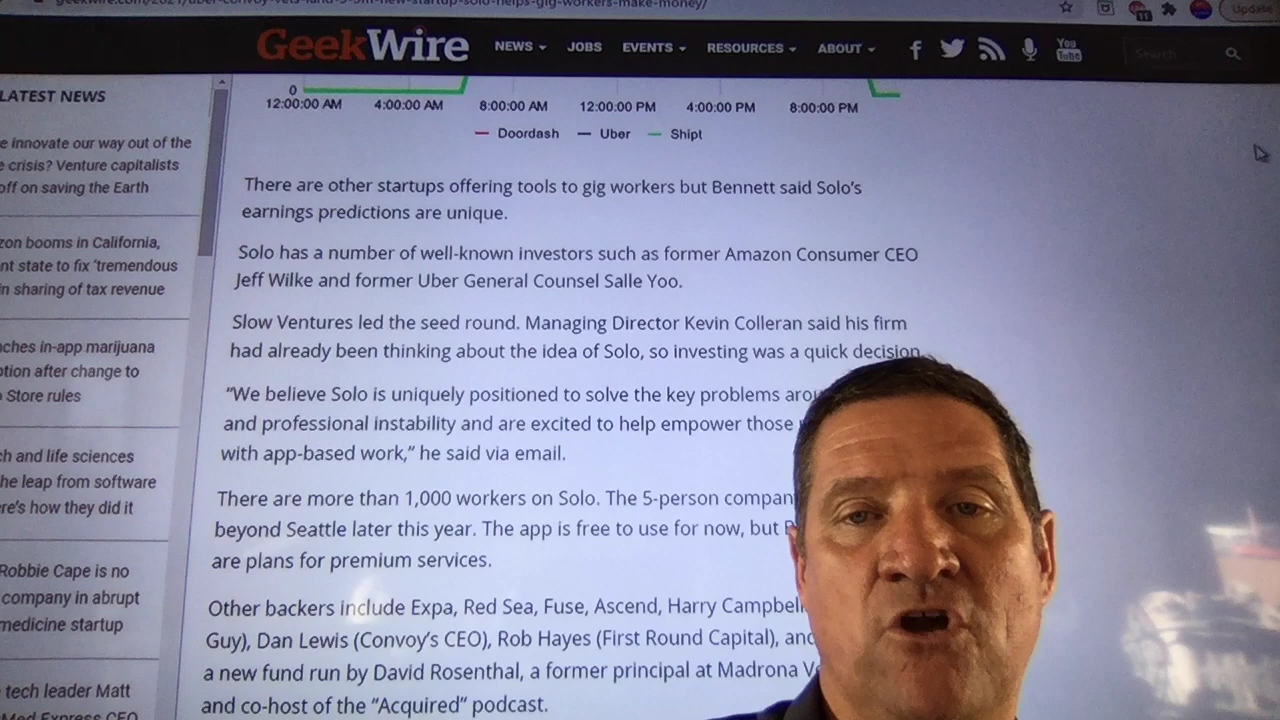 geekwire.com/2021/uber-convoy-vets-land-3-5m-new-startup-solo-helps-gig-workers-make-money/
Update
GeekWire
NEWS JOBS EVENTS RESOURCES ABOUT
You Tube
Search
LATEST NEWS
e innovate our way out of the
e crisis? Venture capitalists
off on saving the Earth
zon booms in California,
nt state to fix ‘tremendous
in sharing of tax revenue
ches in-app marijuana
ption after change to
Store rules
ch and life sciences
he leap from software
ere's how they did it
Robbie Cape is no
company in abrupt
medicine startup
tech leader Matt
Med Express CEO
0
12:00:00 AM 4:00:00 AM 8:00:00 AM 12:00:00 PM 4:00:00 PM 8:00:00 PM
Doordash Uber Shipt
There are other startups offering tools to gig workers but Bennett said Solo’s
earnings predictions are unique.
Solo has a number of well-known investors such as former Amazon Consumer CEO
Jeff Wilke and former Uber General Counsel Salle Yoo.
Slow Ventures led the seed round. Managing Director Kevin Colleran said his firm
had already been thinking about the idea of Solo, so investing was a quick decision
“We believe Solo is uniquely positioned to solve the key problems arou
and professional instability and are excited to help empower those
with app-based work,” he said via email.
There are more than 1,000 workers on Solo. The 5-person compan
beyond Seattle later this year. The app is free to use for now, but
are plans for premium services.
Other backers include Expa, Red Sea, Fuse, Ascend, Harry Campbell
Guy), Dan Lewis (Convoy’s CEO), Rob Hayes (First Round Capital), and
a new fund run by David Rosenthal, a former principal at Madrona Ve
and co-host of the “Acquired” podcast.